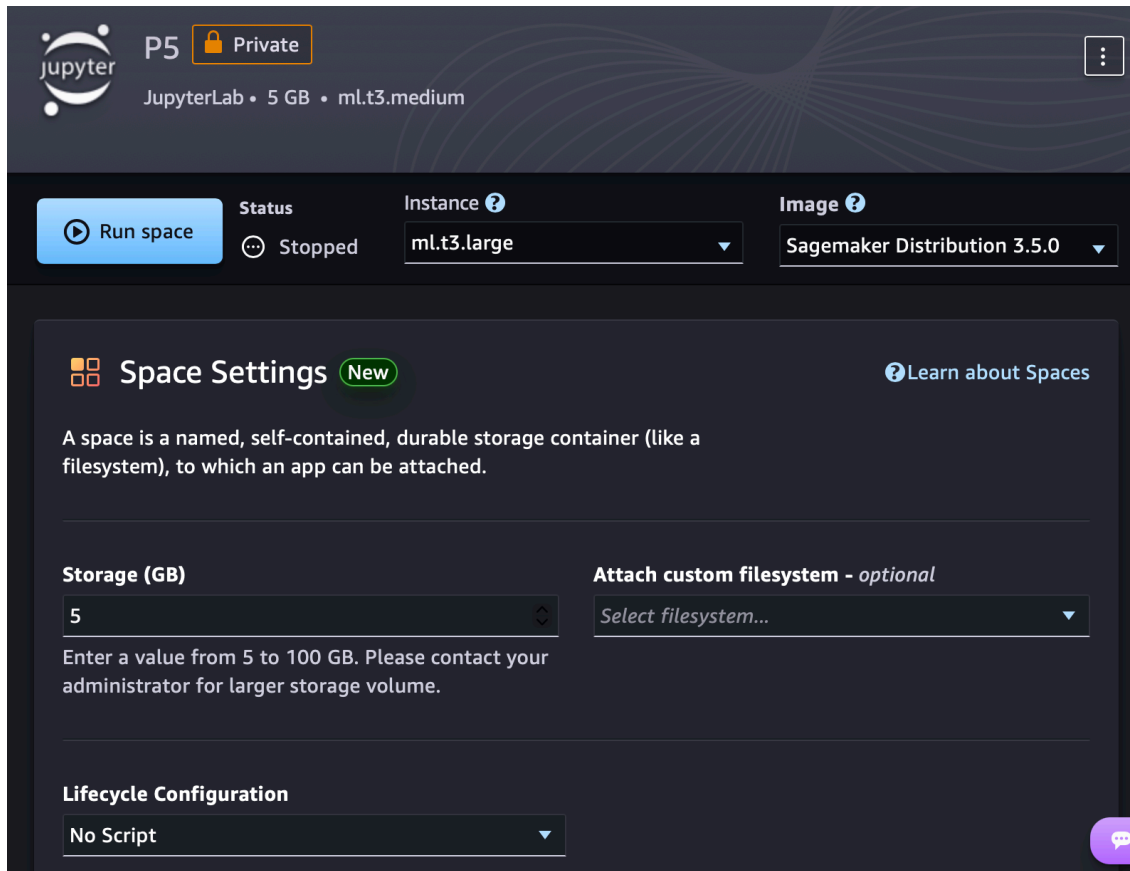 jupyter
P5
Private
JupyterLab • 5 GB • ml.t3.medium
Run space
Status
Stopped
Instance ?
ml.t3.large
Image ?
Sagemaker Distribution 3.5.0
Space Settings New
?Learn about Spaces
A space is a named, self-contained, durable storage container (like a
filesystem), to which an app can be attached.
Storage (GB)
5
Enter a value from 5 to 100 GB. Please contact your
administrator for larger storage volume.
Attach custom filesystem - optional
Select filesystem...
Lifecycle Configuration
No Script